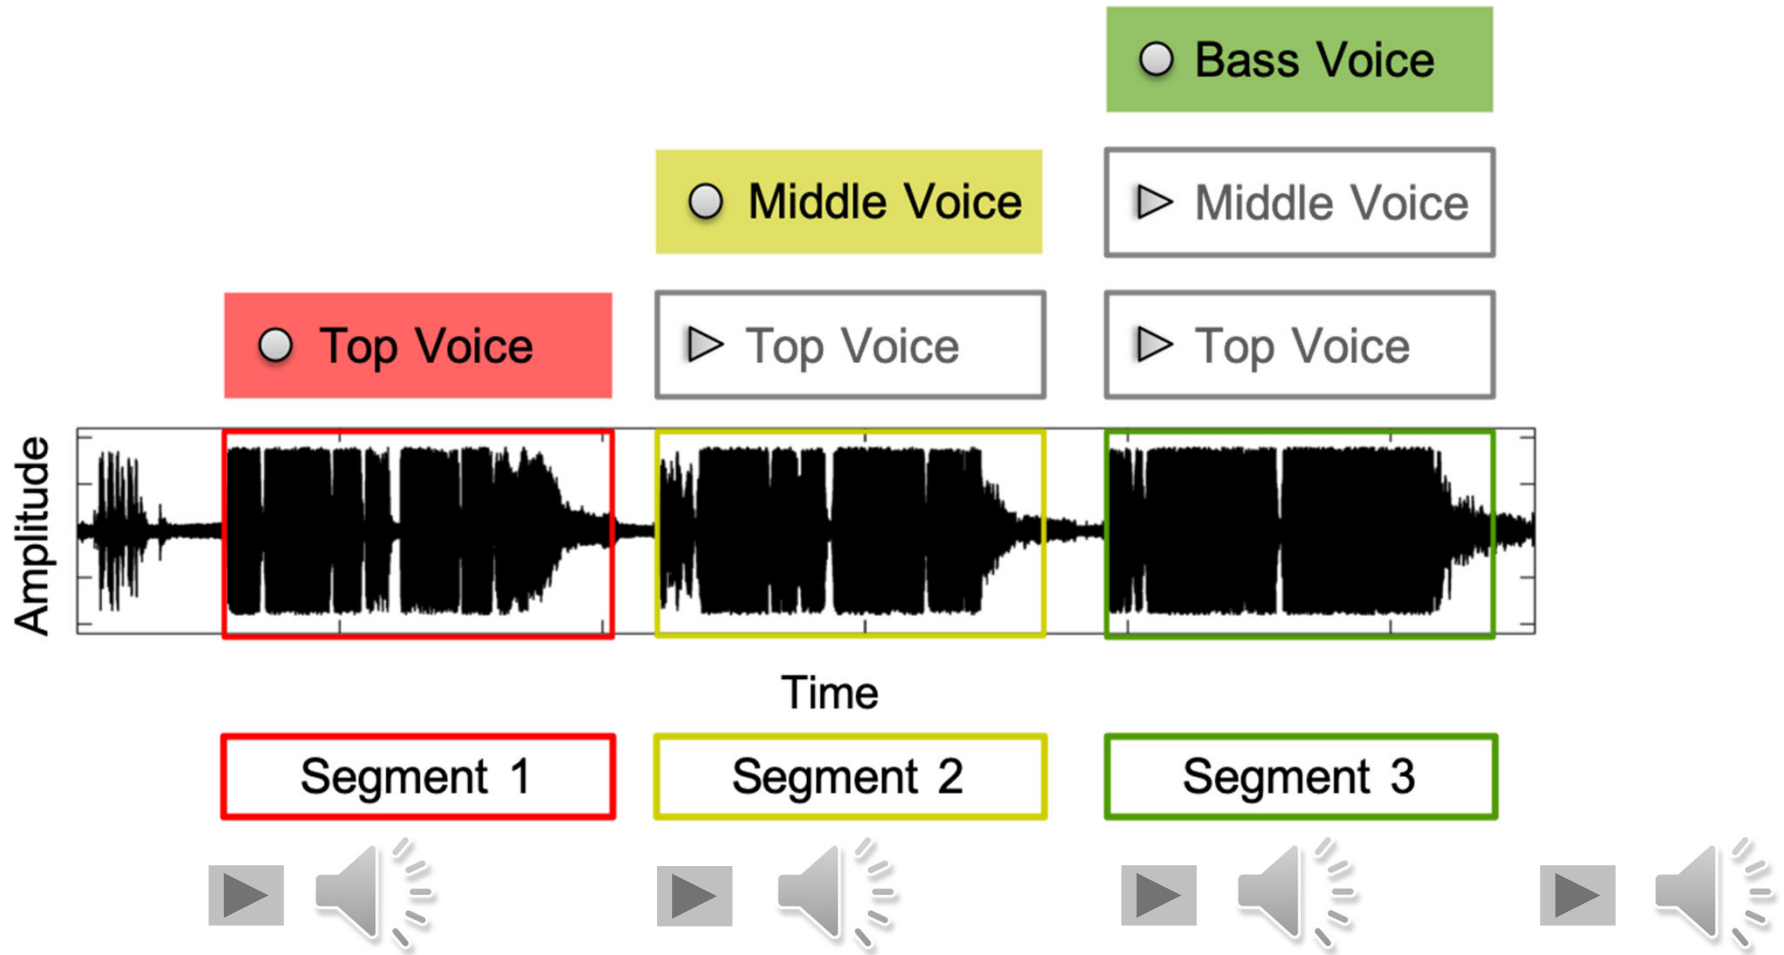 Bass Voice
Middle Voice
Middle Voice
Top Voice
Top Voice
Top Voice
Amplitude
Time
Segment 1
Segment 2
Segment 3